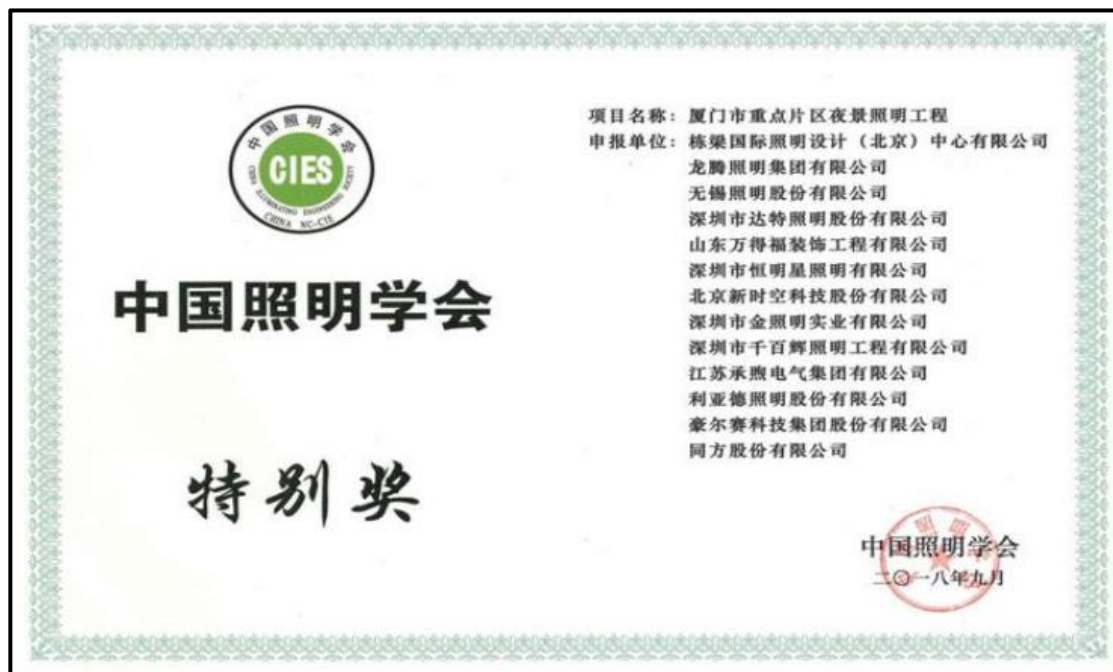 中国照明学会
CIES
CHINA ILLUMINATING ENGINEERING SOCIETY
CHINA NC-CIE
中国照明学会
特别奖
项目名称：厦门市重点片区夜景照明工程
申报单位：栋梁国际照明设计（北京）中心有限公司
龙腾照明集团有限公司
无锡照明股份有限公司
深圳市达特照明股份有限公司
山东万得福装饰工程有限公司
深圳市恒明星照明有限公司
北京新时空科技股份有限公司
深圳市金照明实业有限公司
深圳市千百辉照明工程有限公司
江苏承煦电气集团有限公司
利亚德照明股份有限公司
豪尔赛科技集团股份有限公司
同方股份有限公司
中国照明学会
二〇一八年九月